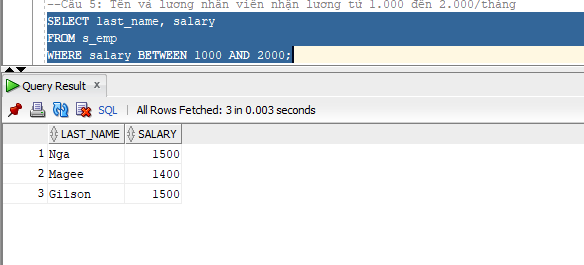 --Câu 5: Tên và lương nhân viên nhận lương từ 1.000 đến 2.000/tháng
SELECT last_name, salary
FROM s_emp
WHERE salary BETWEEN 1000 AND 2000;
Query Result x
SQL | All Rows Fetched: 3 in 0.003 seconds
LAST_NAME SALARY
1 Nga 1500
2 Magee 1400
3 Gilson 1500